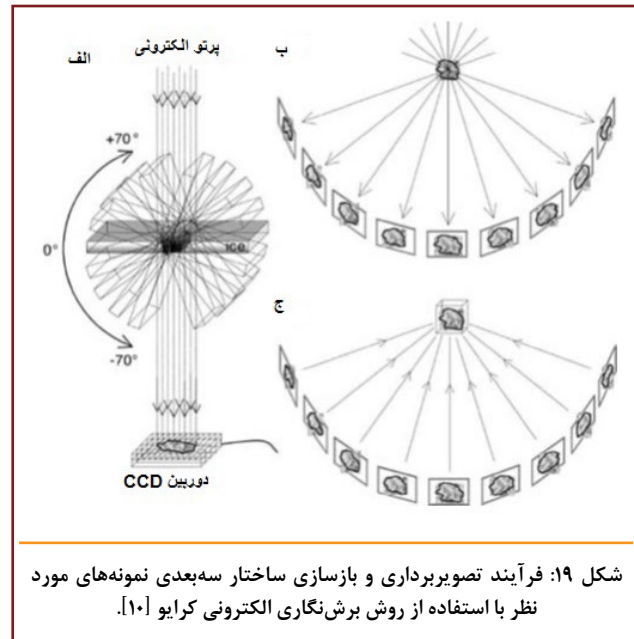 الف
پرتو الکترونی
ب
+70°
0°
ice
-70°
ج
دوربین CCD
شکل ۱۹: فرآیند تصویربرداری و بازسازی ساختار سه‌بعدی نمونه‌های مورد
نظر با استفاده از روش برش‌نگاری الکترونی کرایو [۱۰].